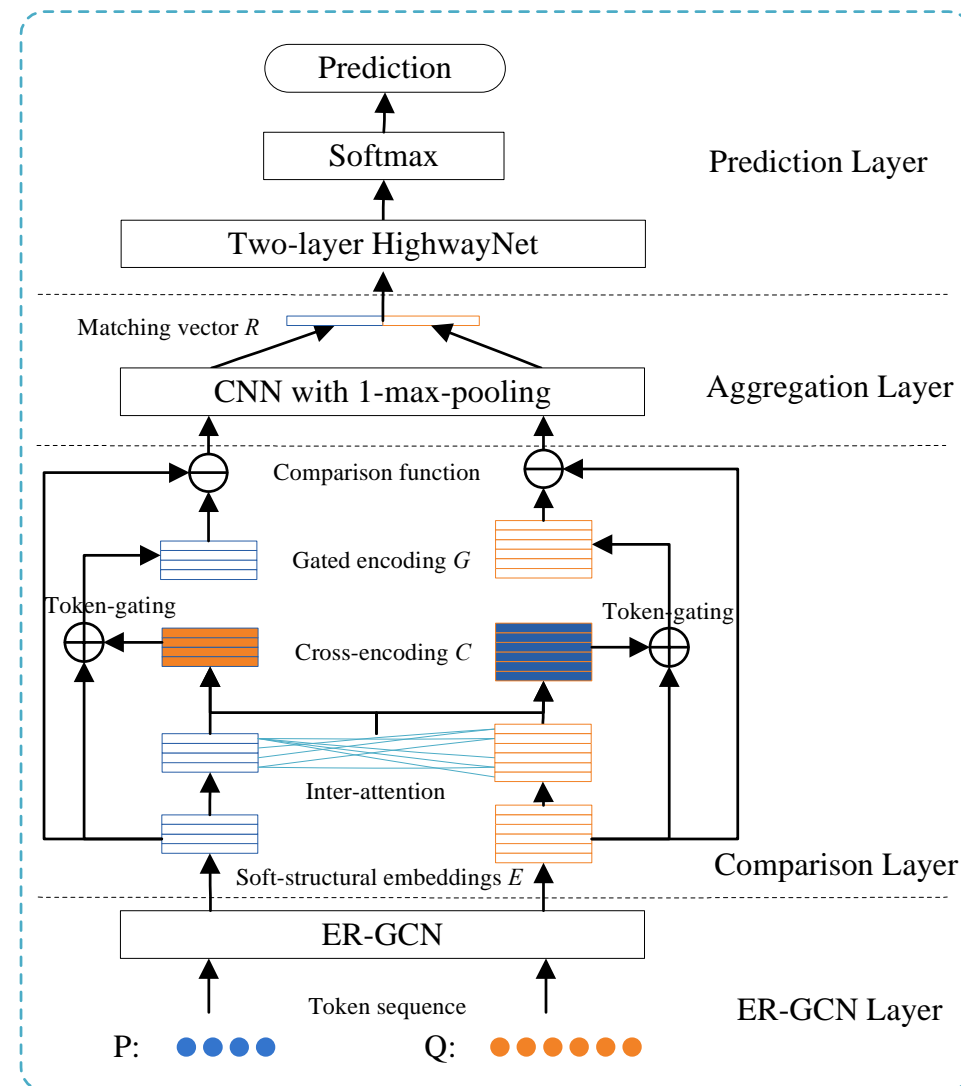 Prediction
Softmax
Prediction Layer
Two-layer HighwayNet
Matching vector R
CNN with 1-max-pooling
Aggregation Layer
Comparison function
Gated encoding G
Token-gating
Token-gating
Cross-encoding C
Inter-attention
Comparison Layer
Soft-structural embeddings E
ER-GCN
Token sequence
ER-GCN Layer
P:
Q: